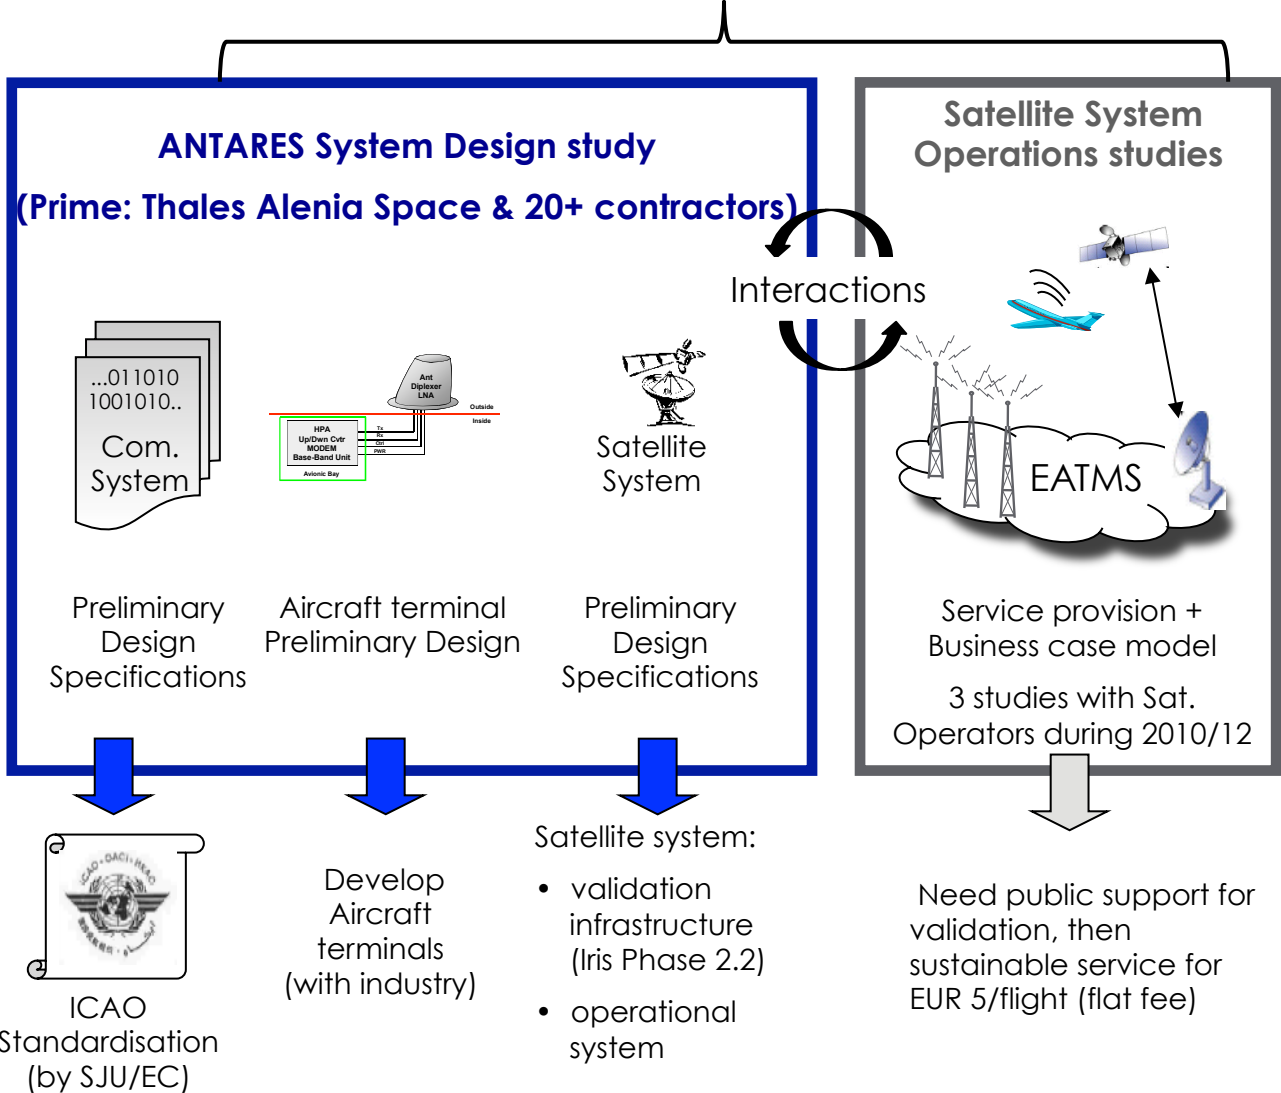 ANTARES System Design study
(Prime: Thales Alenia Space & 20+ contractors)
Satellite System
Operations studies
Interactions
...011010
1001010..
Com.
System
Ant
Diplexer
LNA
Outside
Inside
HPA
Up/Dwn Cvtr
MODEM
Base-Band Unit
Avionic Bay
Tx
Rx
Ctrl
PWR
Satellite
System
EATMS
Preliminary
Design
Specifications
Aircraft terminal
Preliminary Design
Preliminary
Design
Specifications
Service provision +
Business case model
3 studies with Sat.
Operators during 2010/12
ICAO · OACI · ИКАО
ICAO
Standardisation
(by SJU/EC)
Develop
Aircraft
terminals
(with industry)
Satellite system:
• validation
infrastructure
(Iris Phase 2.2)
• operational
system
Need public support for
validation, then
sustainable service for
EUR 5/flight (flat fee)